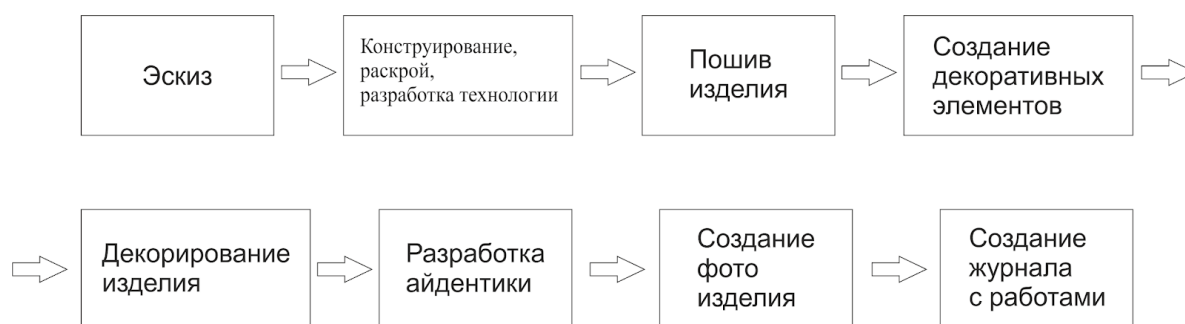 Эскиз
Конструирование,
раскрой,
разработка технологии
Пошив
изделия
Создание
декоративных
элементов
Декорирование
изделия
Разработка
айдентики
Создание
фото
изделия
Создание
журнала
с работами